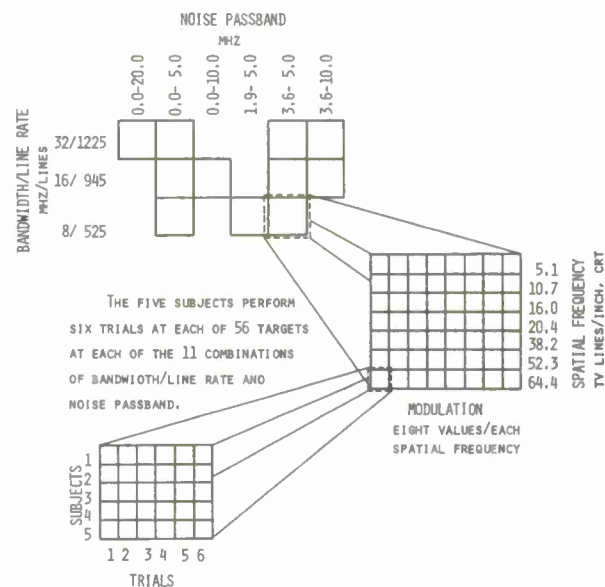 NOISE PASSBAND
MHZ
0.0-20.0
0.0- 5.0
0.0-10.0
1.9- 5.0
3.6- 5.0
3.6-10.0
BANDWIDTH/LINE RATE
MHZ/LINES
32/1225
16/ 945
8/ 525
THE FIVE SUBJECTS PERFORM
SIX TRIALS AT EACH OF 56 TARGETS
AT EACH OF THE 11 COMBINATIONS
OF BANDWIDTH/LINE RATE AND
NOISE PASSBAND.
5.1
10.7
16.0
20.4
38.2
52.3
64.4
SPATIAL FREQUENCY
TV LINES/INCH, CRT
MODULATION
EIGHT VALUES/EACH
SPATIAL FREQUENCY
SUBJECTS
1
2
3
4
5
1 2 3 4 5 6
TRIALS